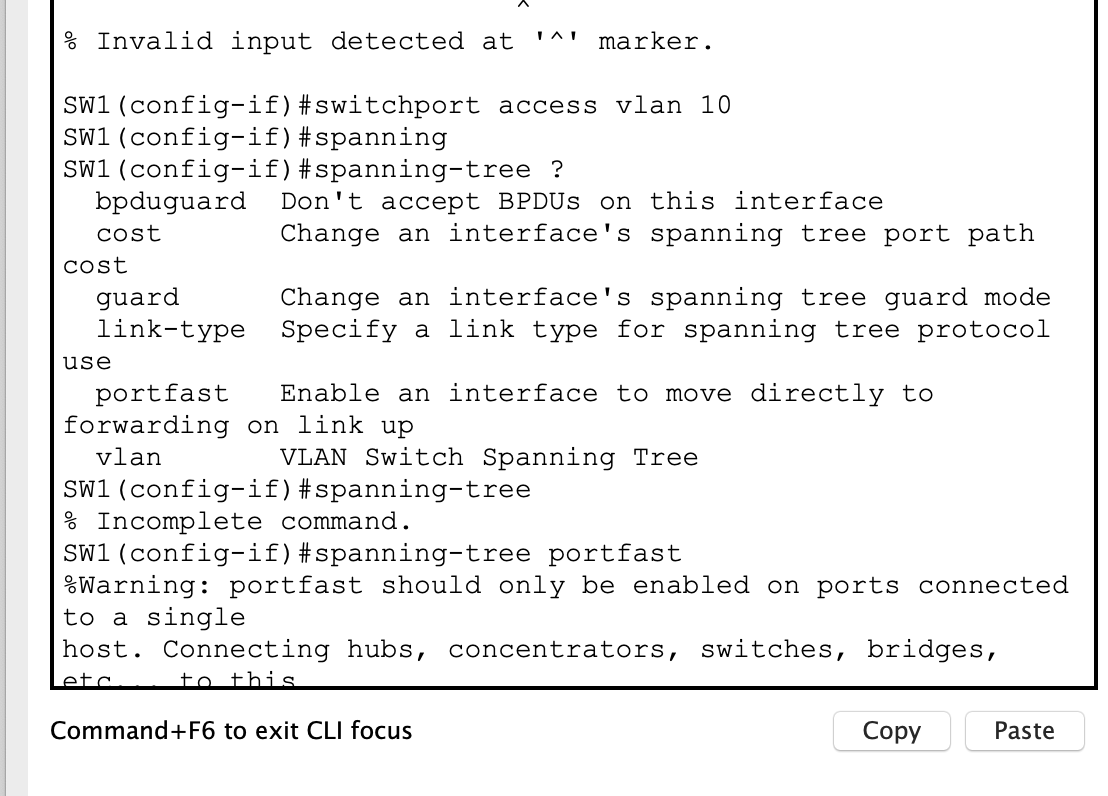 ^
% Invalid input detected at '^' marker.
SW1(config-if)#switchport access vlan 10
SW1(config-if)#spanning
SW1(config-if)#spanning-tree ?
  bpduguard  Don't accept BPDUs on this interface
  cost       Change an interface's spanning tree port path
cost
  guard      Change an interface's spanning tree guard mode
  link-type  Specify a link type for spanning tree protocol
use
  portfast   Enable an interface to move directly to
forwarding on link up
  vlan       VLAN Switch Spanning Tree
SW1(config-if)#spanning-tree
% Incomplete command.
SW1(config-if)#spanning-tree portfast
%Warning: portfast should only be enabled on ports connected
to a single
host. Connecting hubs, concentrators, switches, bridges,
etc... to this
Command+F6 to exit CLI focus
Copy Paste